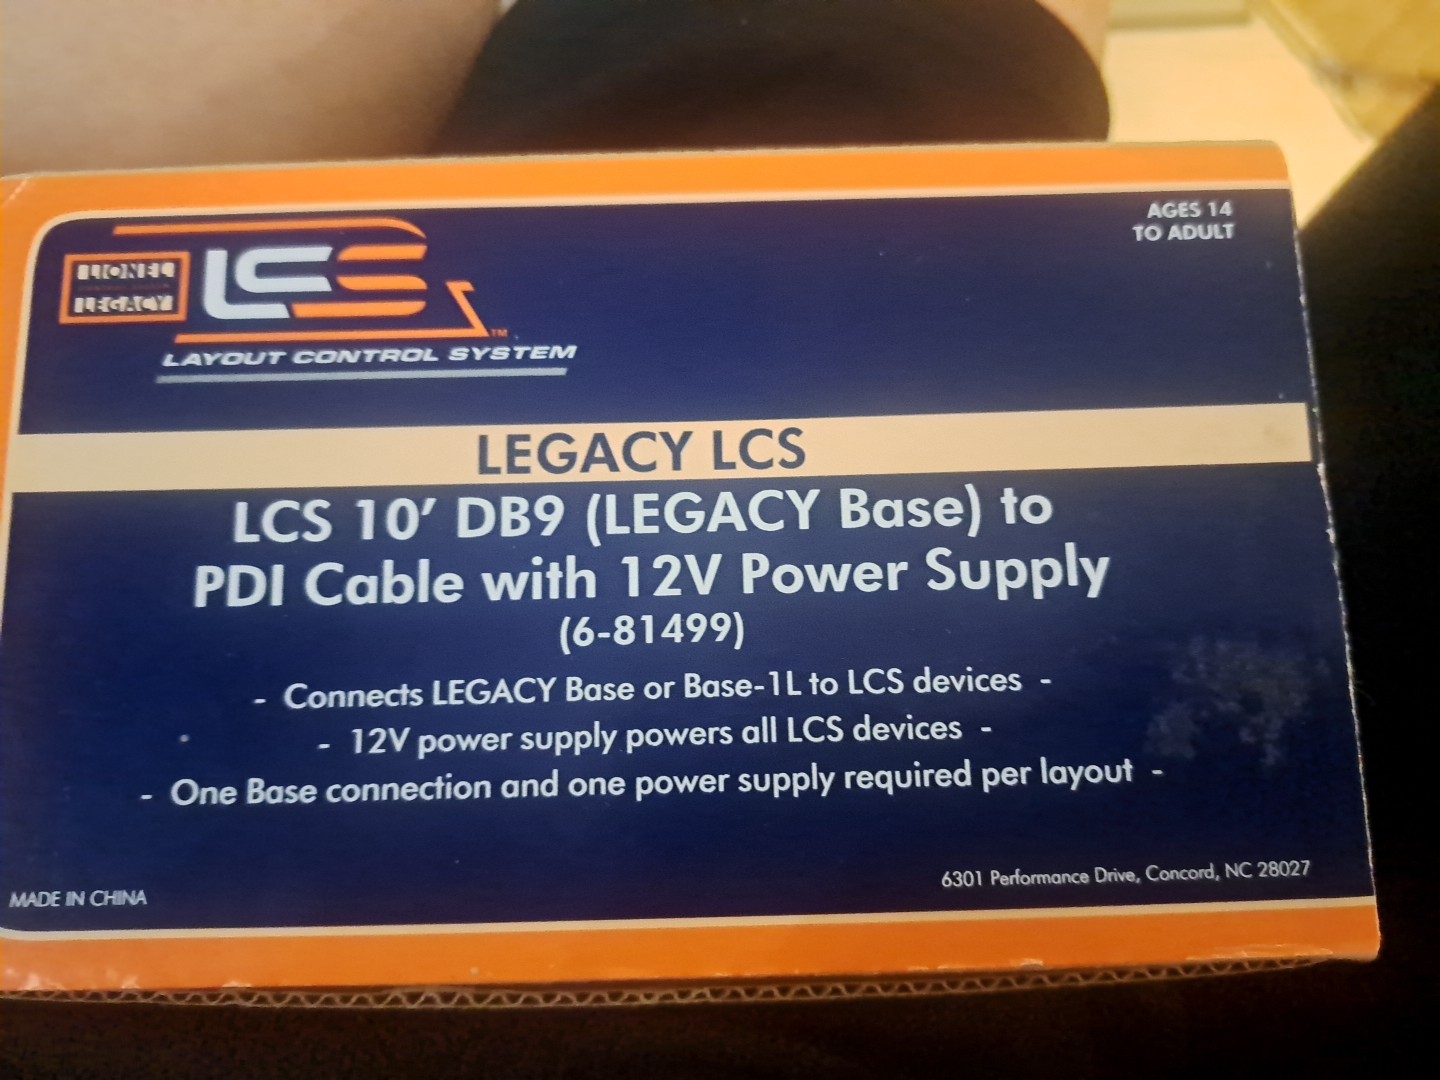 AGES 14
TO ADULT
LIONEL
LEGACY
LCS
TM
LAYOUT CONTROL SYSTEM
LEGACY LCS
LCS 10' DB9 (LEGACY Base) to
PDI Cable with 12V Power Supply
(6-81499)
- Connects LEGACY Base or Base-1L to LCS devices -
- 12V power supply powers all LCS devices -
- One Base connection and one power supply required per layout -
6301 Performance Drive, Concord, NC 28027
MADE IN CHINA